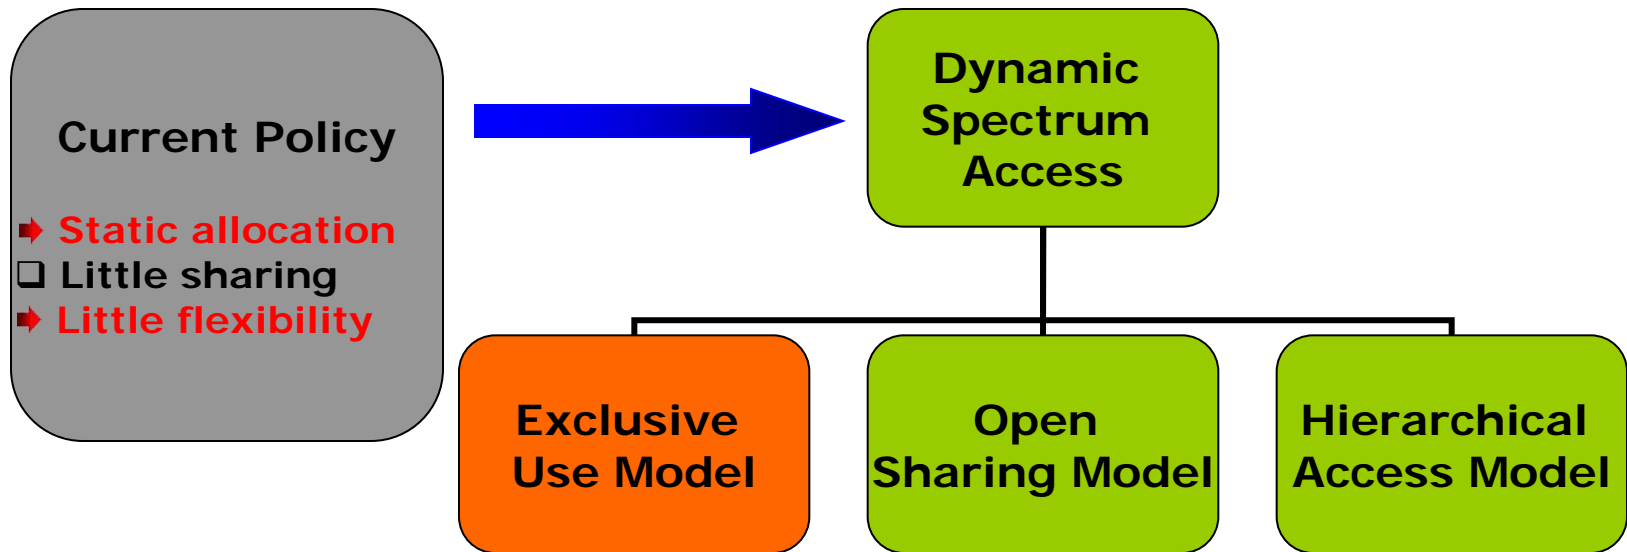 Current Policy
Static allocation
Little sharing
Little flexibility
Dynamic
Spectrum
Access
Exclusive
Use Model
Open
Sharing Model
Hierarchical
Access Model